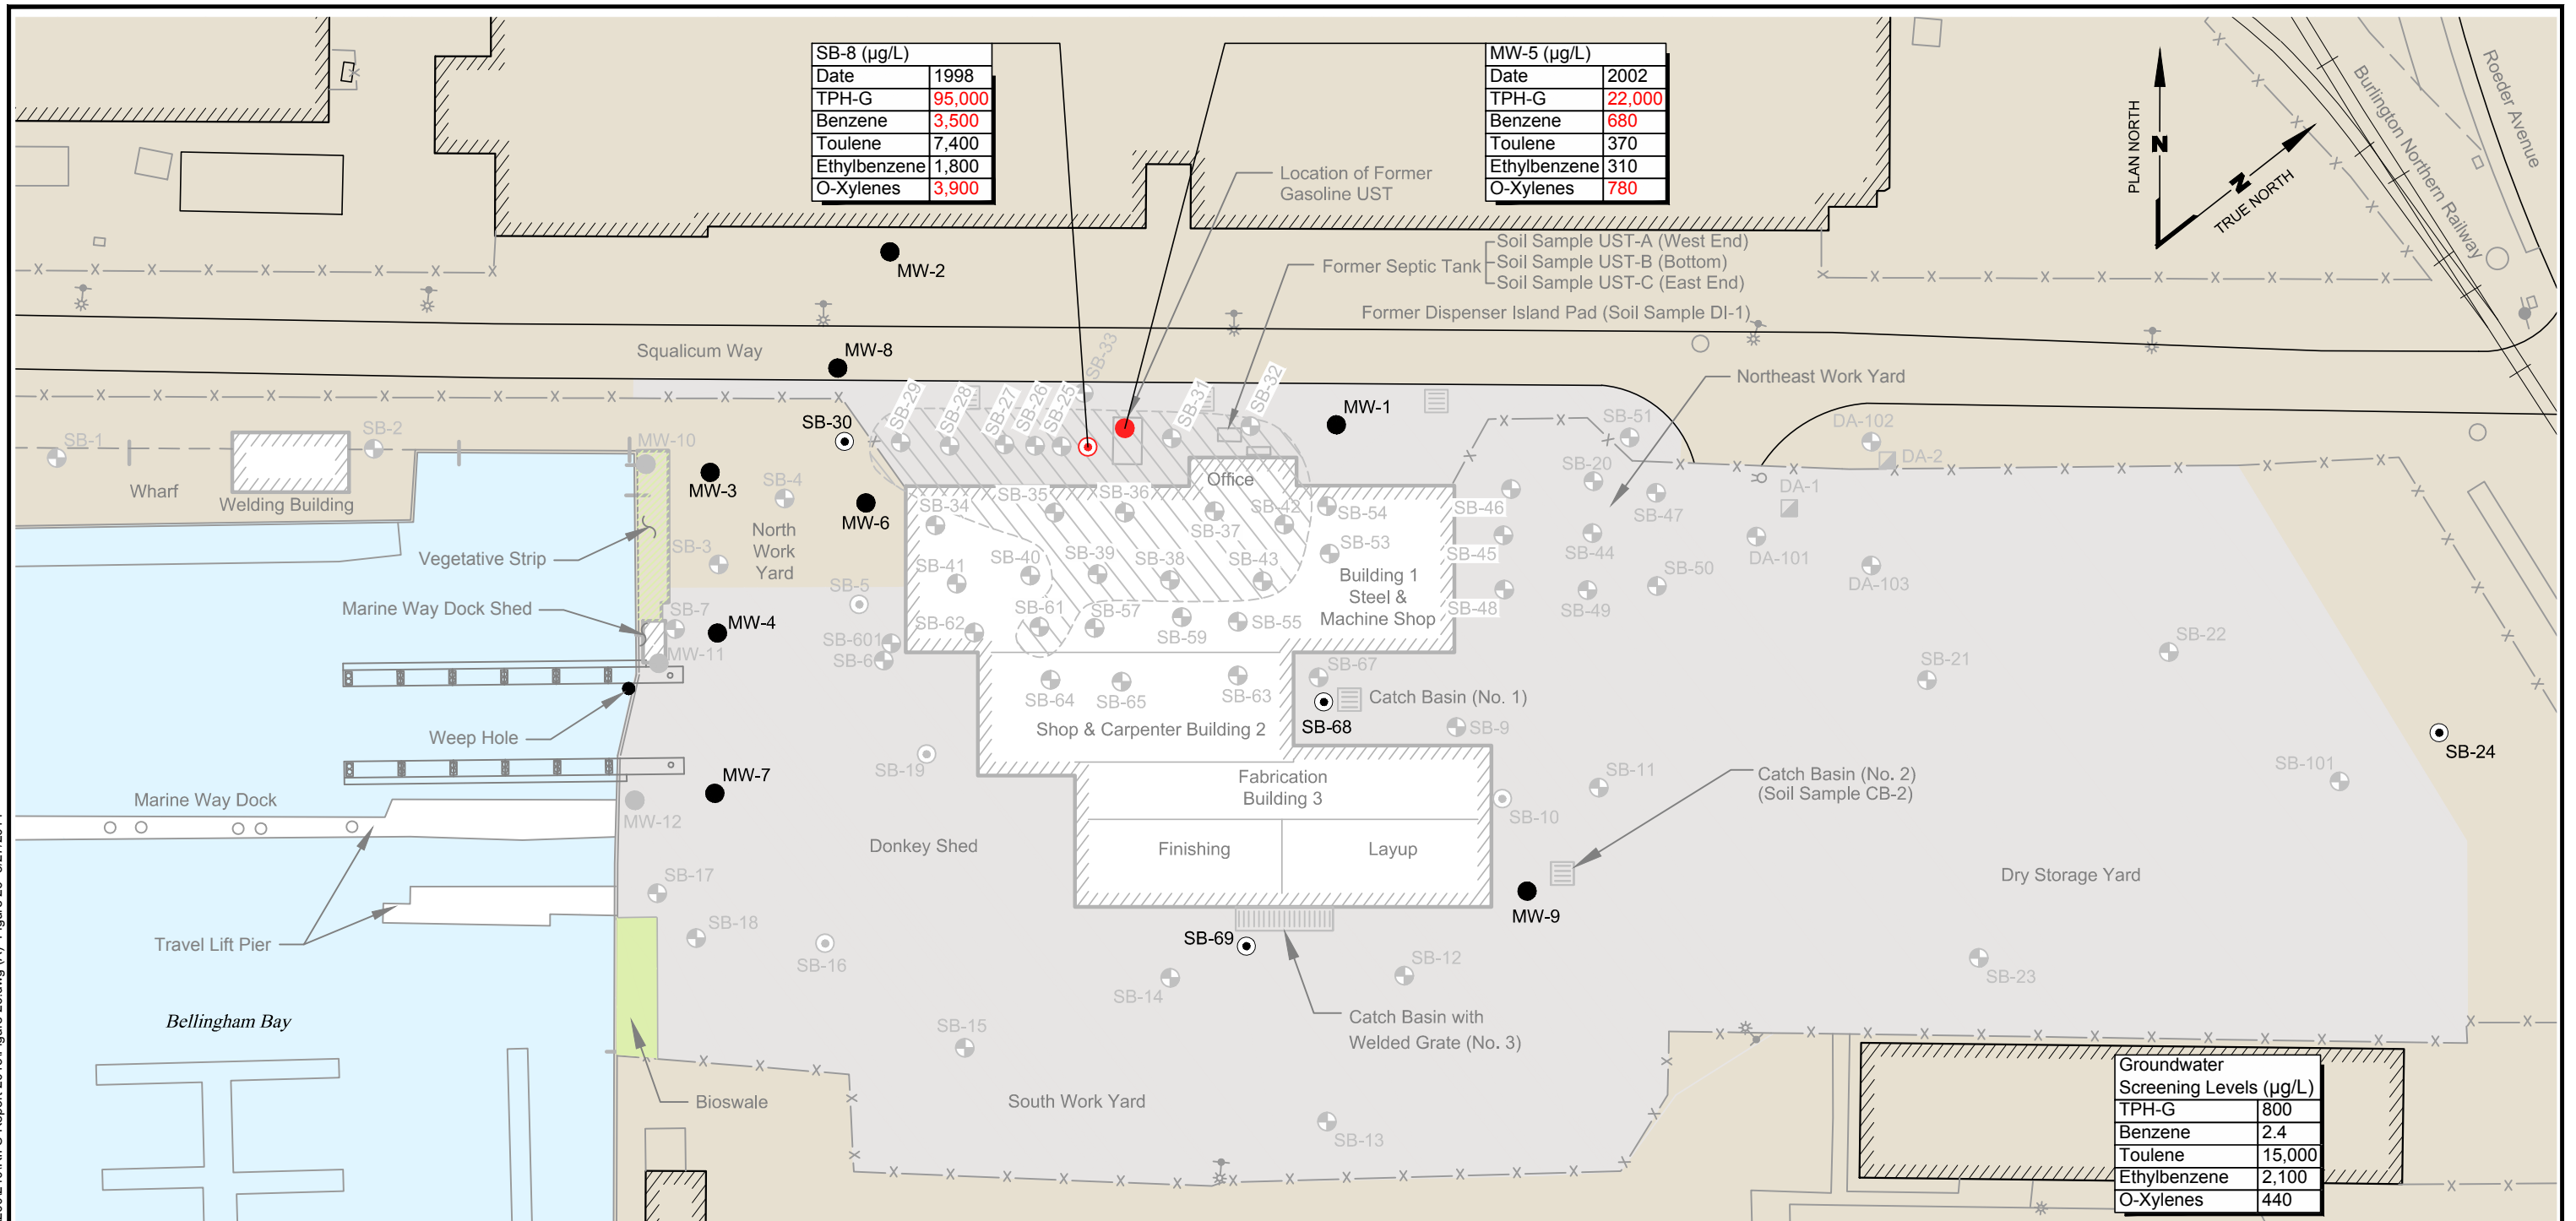 SB-8 (µg/L)
Date 1998
TPH-G 95,000
Benzene 3,500
Toulene 7,400
Ethylbenzene 1,800
O-Xylenes 3,900
MW-5 (µg/L)
Date 2002
TPH-G 22,000
Benzene 680
Toulene 370
Ethylbenzene 310
O-Xylenes 780
Location of Former
Gasoline UST
PLAN NORTH
N
N
TRUE NORTH
Burlington Northern Railway
Roeder Avenue
MW-2
Former Septic Tank
Soil Sample UST-A (West End)
Soil Sample UST-B (Bottom)
Soil Sample UST-C (East End)
Former Dispenser Island Pad (Soil Sample DI-1)
Squalicum Way
MW-8
SB-33
Northeast Work Yard
SB-29
SB-28
SB-27
SB-26
SB-25
SB-31
SB-32
MW-1
SB-30
SB-51
DA-102
DA-2
SB-1
SB-2
MW-10
Wharf
Welding Building
MW-3
SB-4
MW-6
North
Work
Yard
Office
SB-34
SB-35
SB-36
SB-37
SB-42
SB-54
SB-46
SB-20
SB-47
DA-1
Vegetative Strip
SB-3
SB-41
SB-40
SB-39
SB-38
SB-43
SB-53
SB-45
SB-44
DA-101
Building 1
Steel &
Machine Shop
SB-50
DA-103
SB-5
Marine Way Dock Shed
SB-7
MW-4
SB-61
SB-57
SB-59
SB-55
SB-48
SB-49
SB-62
SB-601
SB-6
MW-11
SB-22
SB-21
SB-67
SB-64
SB-65
SB-63
Catch Basin (No. 1)
SB-68
SB-9
Shop & Carpenter Building 2
Weep Hole
SB-24
SB-19
MW-7
Fabrication
Building 3
SB-11
Catch Basin (No. 2)
(Soil Sample CB-2)
SB-101
Marine Way Dock
MW-12
SB-10
Donkey Shed
Finishing
Layup
Dry Storage Yard
SB-17
MW-9
SB-18
SB-69
Travel Lift Pier
SB-16
SB-12
SB-23
SB-14
Bellingham Bay
SB-15
Catch Basin with
Welded Grate (No. 3)
Bioswale
South Work Yard
SB-13
Groundwater
Screening Levels (µg/L)
TPH-G 800
Benzene 2.4
Toulene 15,000
Ethylbenzene 2,100
O-Xylenes 440